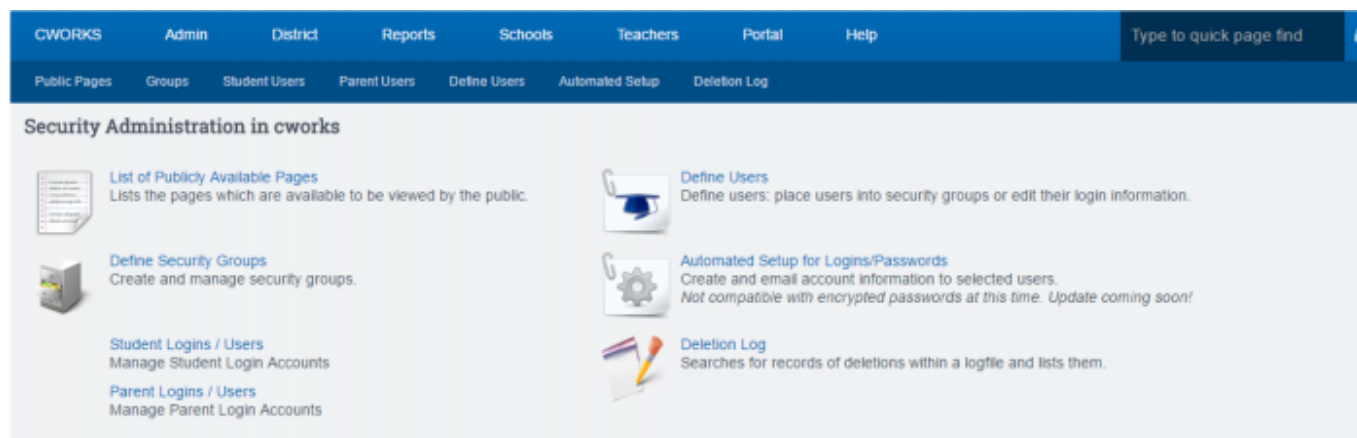 CWORKS Admin District Reports Schools Teachers Portal Help Type to quick page find
Public Pages Groups Student Users Parent Users Define Users Automated Setup Deletion Log
Security Administration in cworks
List of Publicly Available Pages
Lists the pages which are available to be viewed by the public.
Define Security Groups
Create and manage security groups.
Student Logins / Users
Manage Student Login Accounts
Parent Logins / Users
Manage Parent Login Accounts
Define Users
Define users: place users into security groups or edit their login information.
Automated Setup for Logins/Passwords
Create and email account information to selected users.
Not compatible with encrypted passwords at this time. Update coming soon!
Deletion Log
Searches for records of deletions within a logfile and lists them.